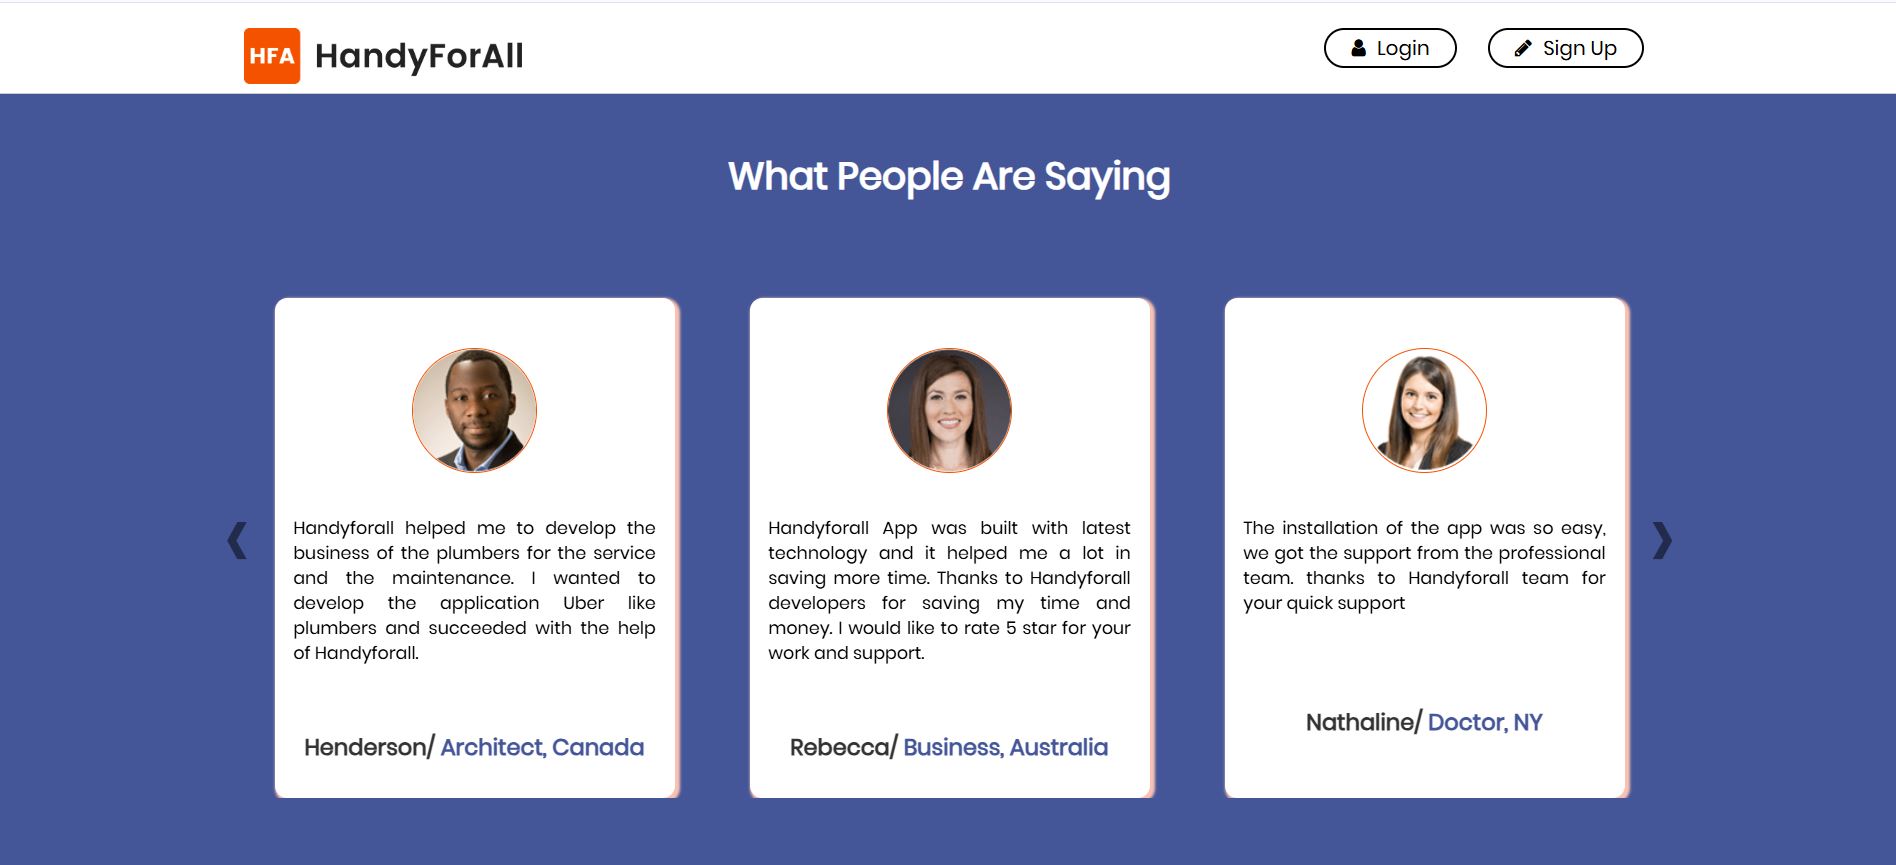 HFA HandyForAll
Login
Sign Up
What People Are Saying
Handyforall helped me to develop the
business of the plumbers for the service
and the maintenance. I wanted to
develop the application Uber like
plumbers and succeeded with the help
of Handyforall.
Henderson/ Architect, Canada
Handyforall App was built with latest
technology and it helped me a lot in
saving more time. Thanks to Handyforall
developers for saving my time and
money. I would like to rate 5 star for your
work and support.
Rebecca/ Business, Australia
The installation of the app was so easy,
we got the support from the professional
team. thanks to Handyforall team for
your quick support
Nathaline/ Doctor, NY